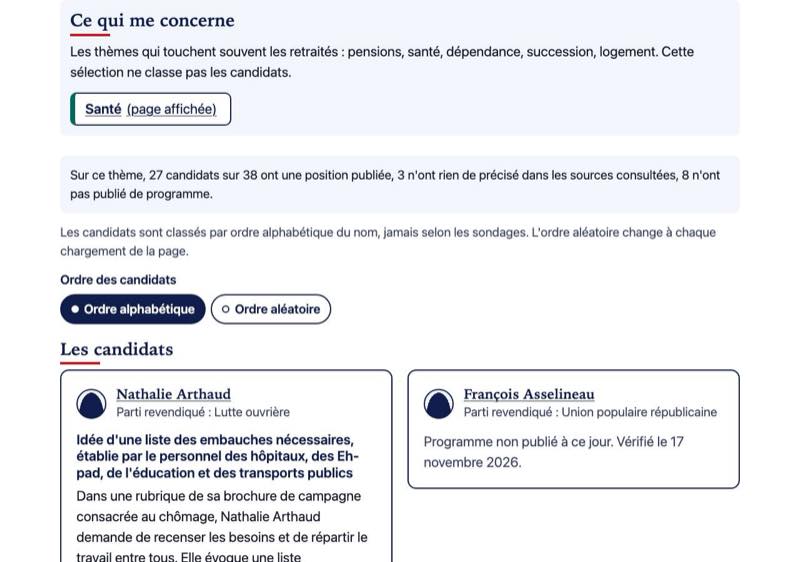 Ce qui me concerne
Les thèmes qui touchent souvent les retraités : pensions, santé, dépendance, succession, logement. Cette
sélection ne classe pas les candidats.
Santé (page affichée)
Sur ce thème, 27 candidats sur 38 ont une position publiée, 3 n'ont rien de précisé dans les sources consultées, 8 n'ont
pas publié de programme.
Les candidats sont classés par ordre alphabétique du nom, jamais selon les sondages. L'ordre aléatoire change à chaque
chargement de la page.
Ordre des candidats
Ordre alphabétique
Ordre aléatoire
Les candidats
Nathalie Arthaud
Parti revendiqué : Lutte ouvrière
Idée d'une liste des embauches nécessaires,
établie par le personnel des hôpitaux, des Eh-
pad, de l'éducation et des transports publics
Dans une rubrique de sa brochure de campagne
consacrée au chômage, Nathalie Arthaud
demande de recenser les besoins et de répartir le
travail entre tous. Elle évoque une liste
François Asselineau
Parti revendiqué : Union populaire républicaine
Programme non publié à ce jour. Vérifié le 17
novembre 2026.